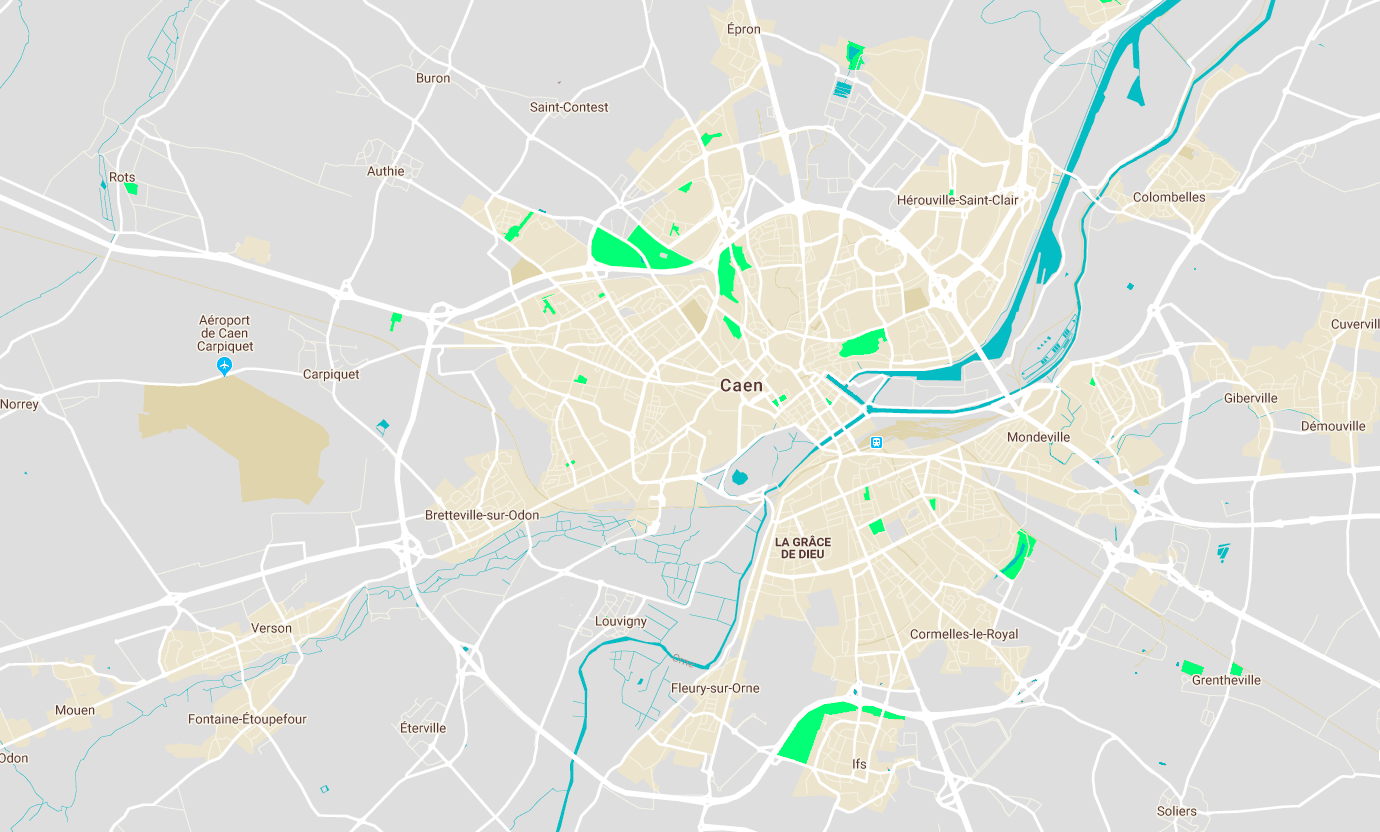 Épron
Buron
Saint-Contest
Authie
Rots
Hérouville-Saint-Clair
Colombelles
Aéroport
de Caen
Carpiquet
Cuvervill
Carpiquet
Caen
Norrey
Giberville
Démouville
Mondeville
Bretteville-sur-Odon
LA GRÂCE
DE DIEU
Louvigny
Verson
Cormelles-le-Royal
Orne
Grentheville
Fleury-sur-Orne
Mouen
Fontaine-Étoupefour
Éterville
Odon
Ifs
Soliers